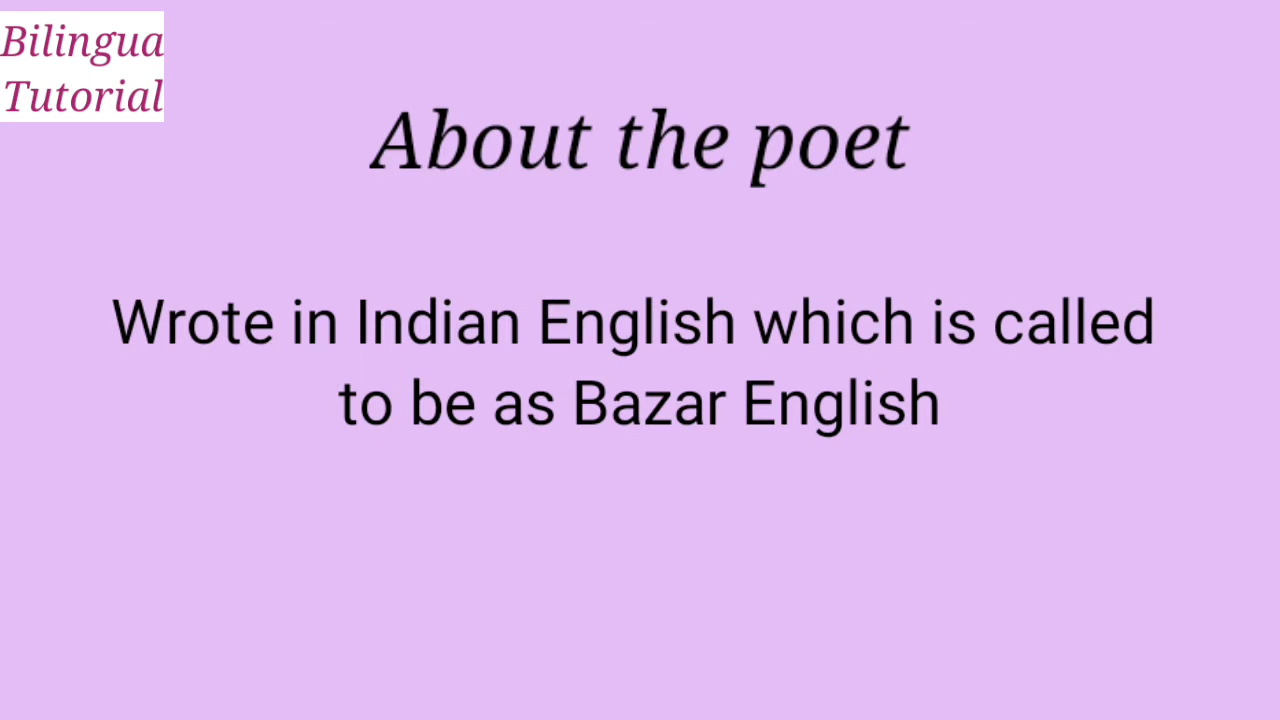 Bilingua
Tutorial
About the poet
Wrote in Indian English which is called
to be as Bazar English